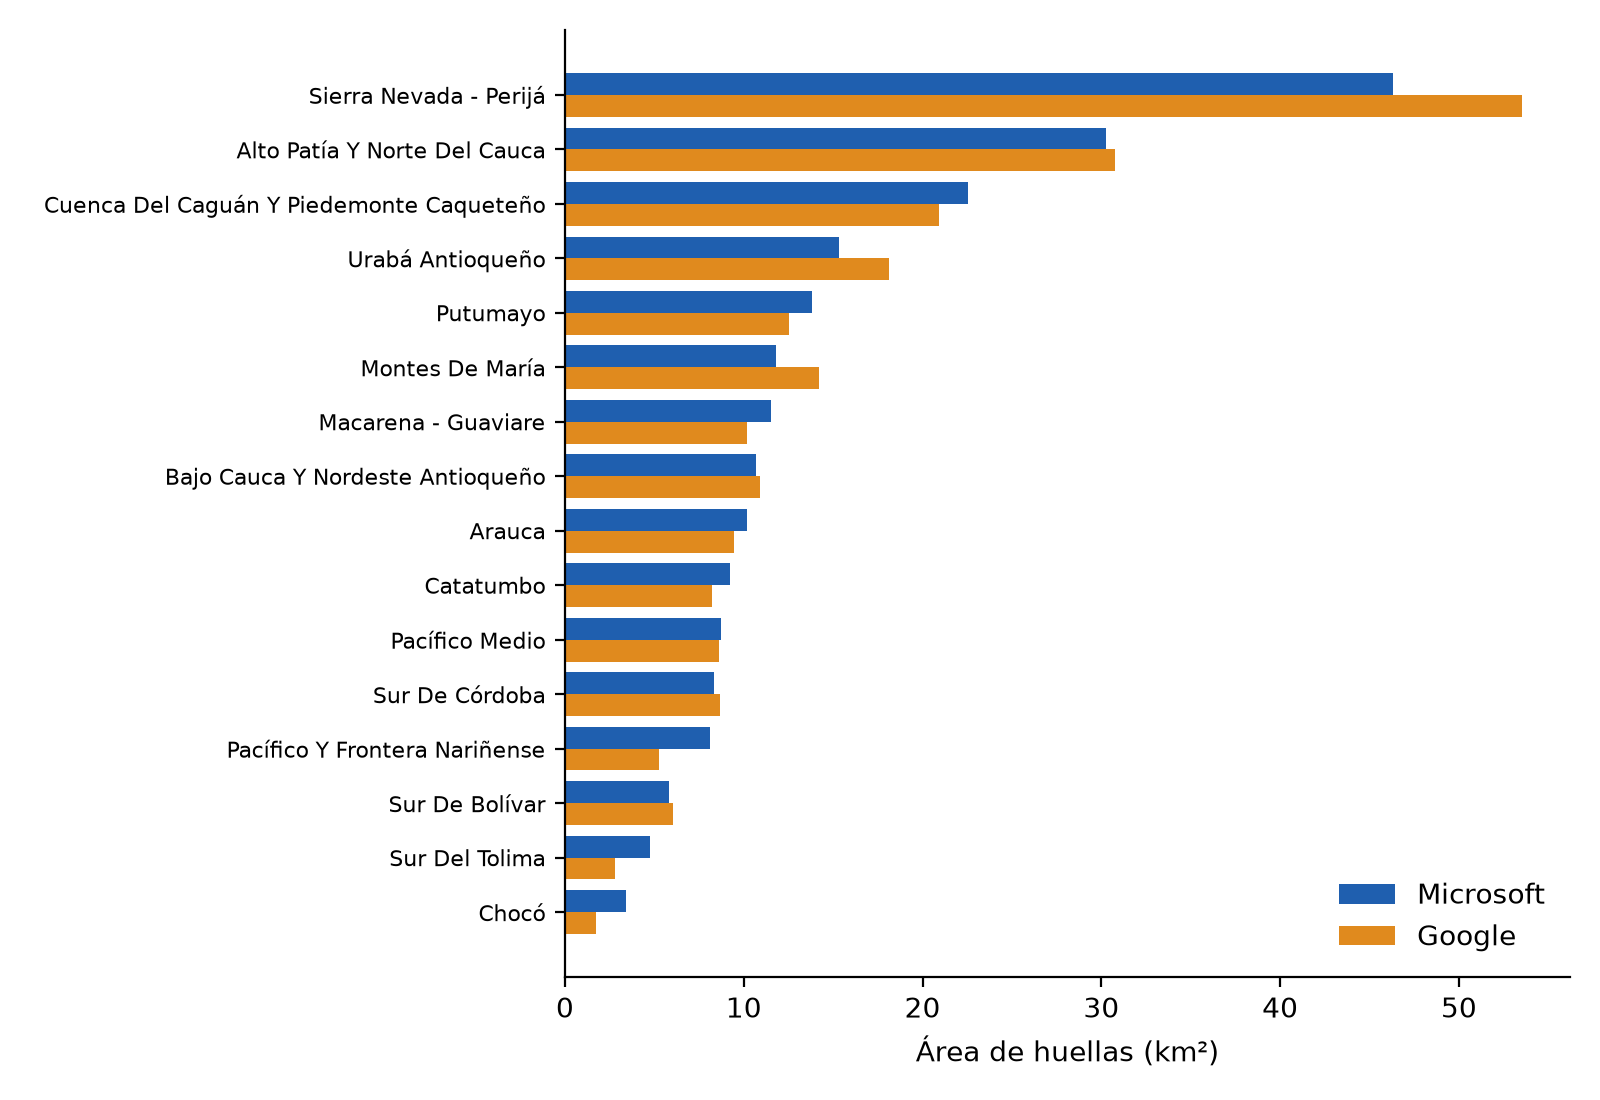 Sierra Nevada - Perijá
Alto Patía Y Norte Del Cauca
Cuenca Del Caguán Y Piedemonte Caqueteño
Urabá Antioqueño
Putumayo
Montes De María
Macarena - Guaviare
Bajo Cauca Y Nordeste Antioqueño
Arauca
Catatumbo
Pacífico Medio
Sur De Córdoba
Pacífico Y Frontera Nariñense
Sur De Bolívar
Sur Del Tolima
Chocó
Microsoft
Google
0 10 20 30 40 50
Área de huellas (km²)